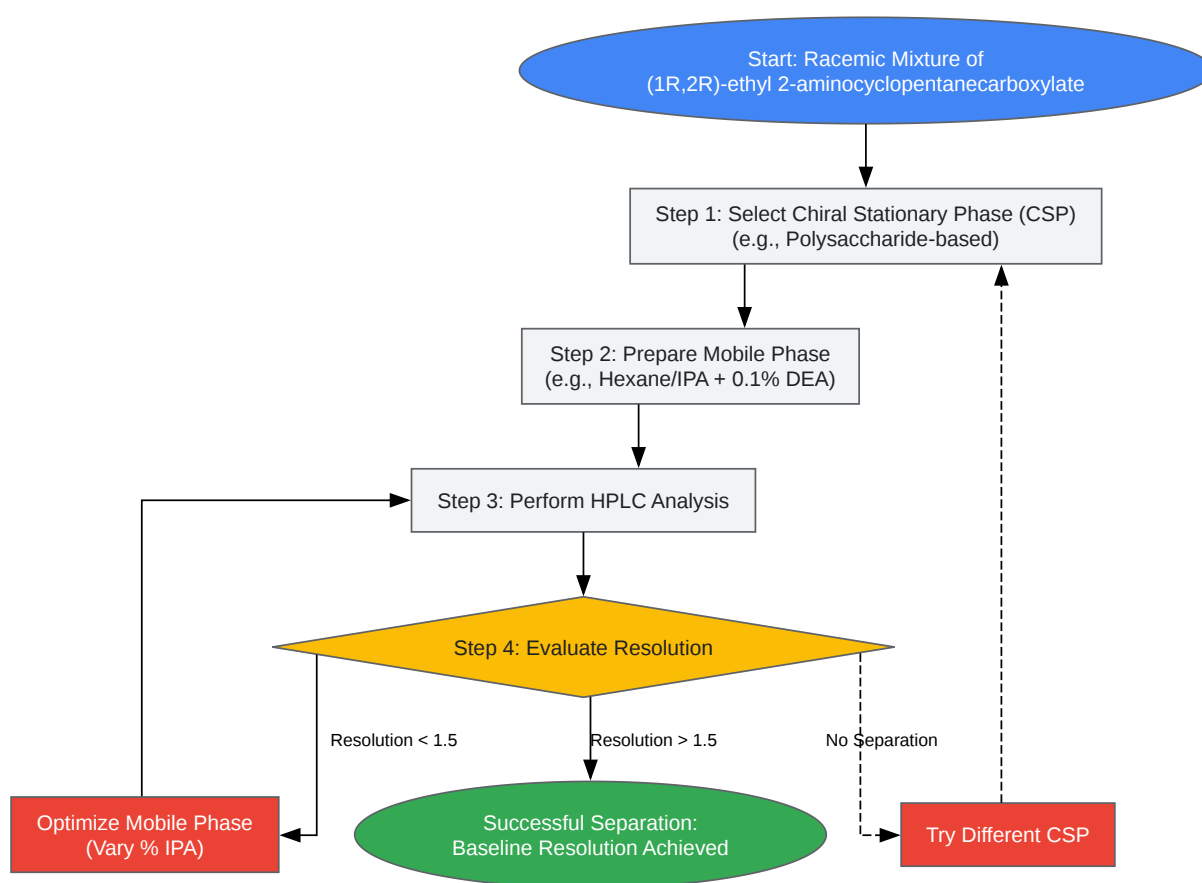 Start: Racemic Mixture of
(1R,2R)-ethyl 2-aminocyclopentanecarboxylate
Step 1: Select Chiral Stationary Phase (CSP)
(e.g., Polysaccharide-based)
Step 2: Prepare Mobile Phase
(e.g., Hexane/IPA + 0.1% DEA)
Step 3: Perform HPLC Analysis
Step 4: Evaluate Resolution
Resolution < 1.5
Resolution > 1.5
No Separation
Optimize Mobile Phase
(Vary % IPA)
Successful Separation:
Baseline Resolution Achieved
Try Different CSP